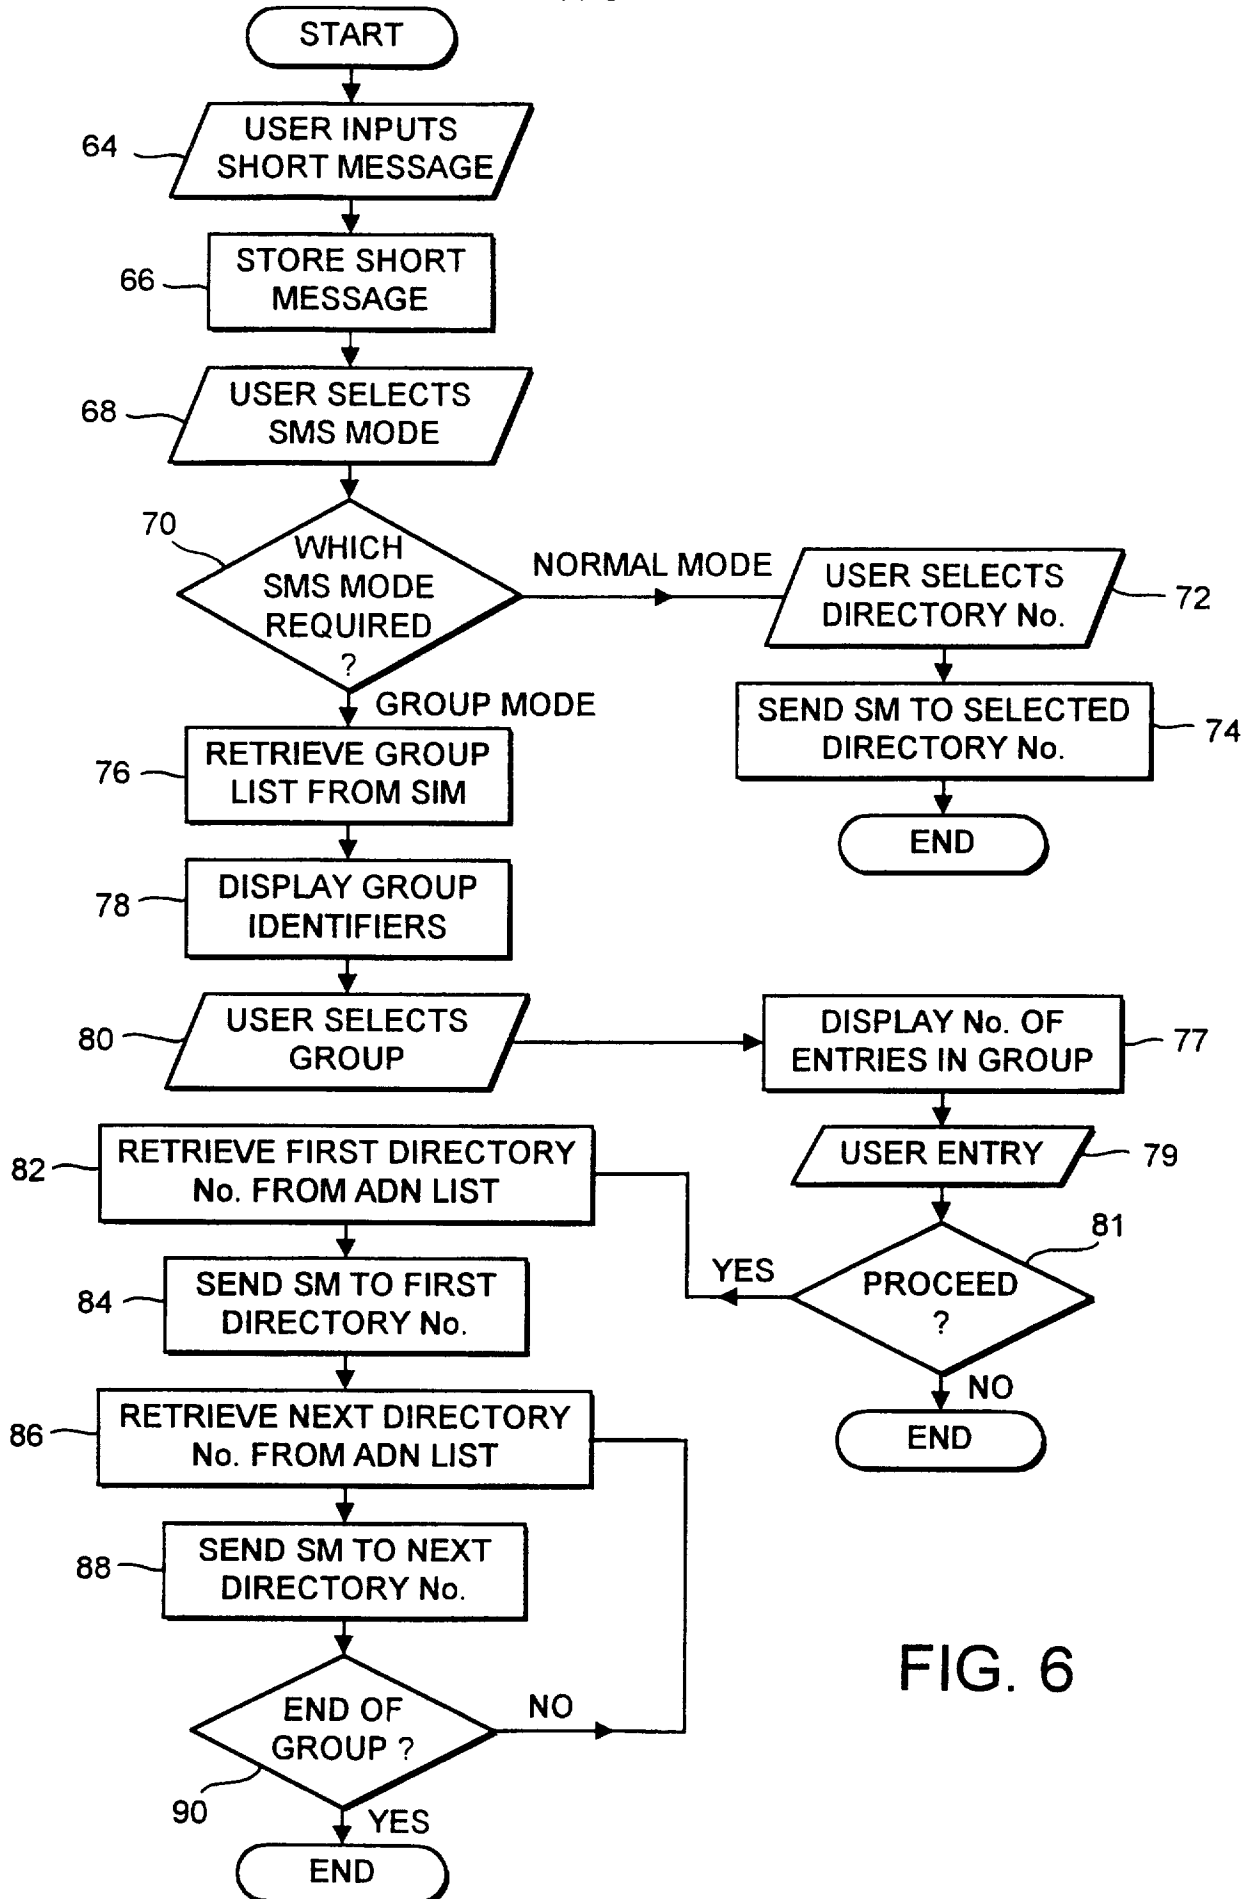 START
64
USER INPUTS
SHORT MESSAGE
66
STORE SHORT
MESSAGE
68
USER SELECTS
SMS MODE
70
WHICH
SMS MODE
REQUIRED
?
NORMAL MODE
USER SELECTS
DIRECTORY No.
72
SEND SM TO SELECTED
DIRECTORY No.
74
END
GROUP MODE
76
RETRIEVE GROUP
LIST FROM SIM
78
DISPLAY GROUP
IDENTIFIERS
80
USER SELECTS
GROUP
DISPLAY No. OF
ENTRIES IN GROUP
77
USER ENTRY
79
81
PROCEED
?
YES
NO
END
82
RETRIEVE FIRST DIRECTORY
No. FROM ADN LIST
84
SEND SM TO FIRST
DIRECTORY No.
86
RETRIEVE NEXT DIRECTORY
No. FROM ADN LIST
88
SEND SM TO NEXT
DIRECTORY No.
END OF
GROUP ?
NO
90
YES
END
FIG. 6